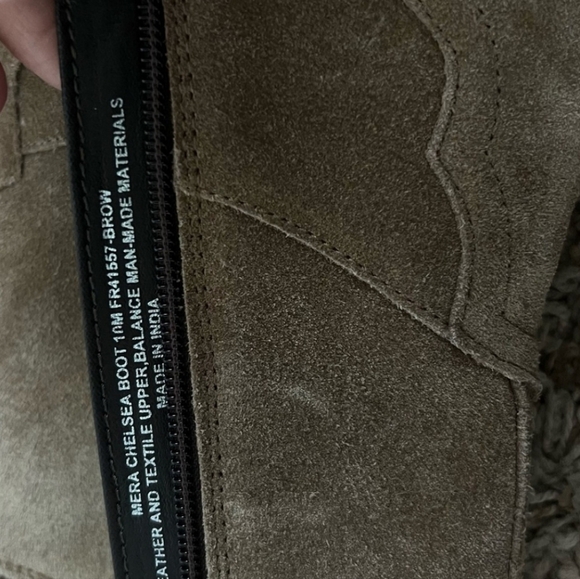 MERA CHELSEA BOOT 10M FR41557-BROW
EATHER AND TEXTILE UPPER,BALANCE MAN-MADE MATERIALS
MADE IN INDIA